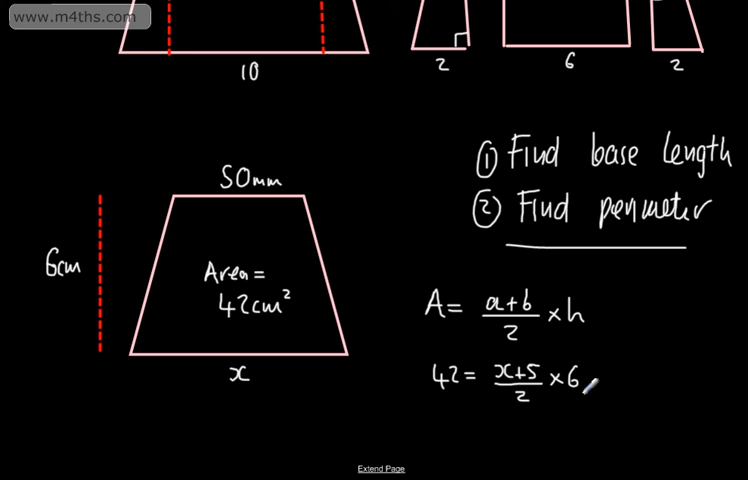 www.m4ths.com
10
2
6
2
50mm
① Find base length
② Find perimeter
6cm
Area =
42cm²
A = a+b/2 × h
x
42 = x+5/2 × 6
Extend Page